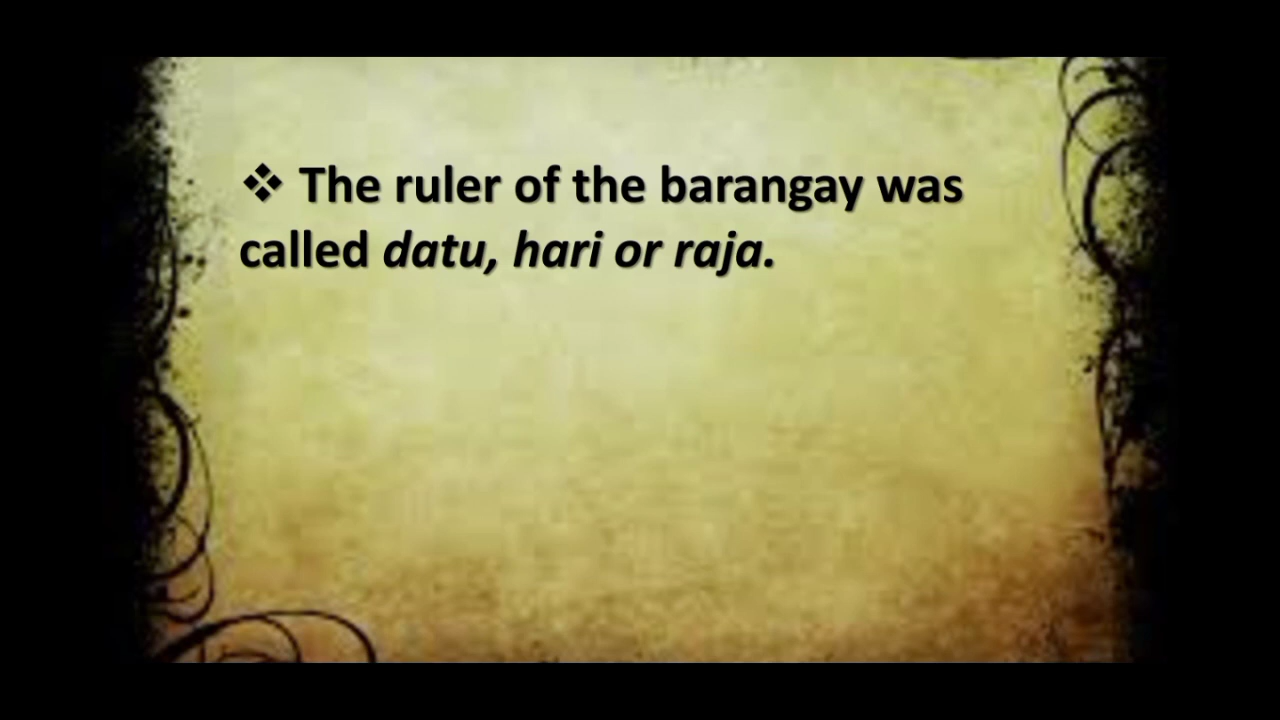 ❖ The ruler of the barangay was
called datu, hari or raja.